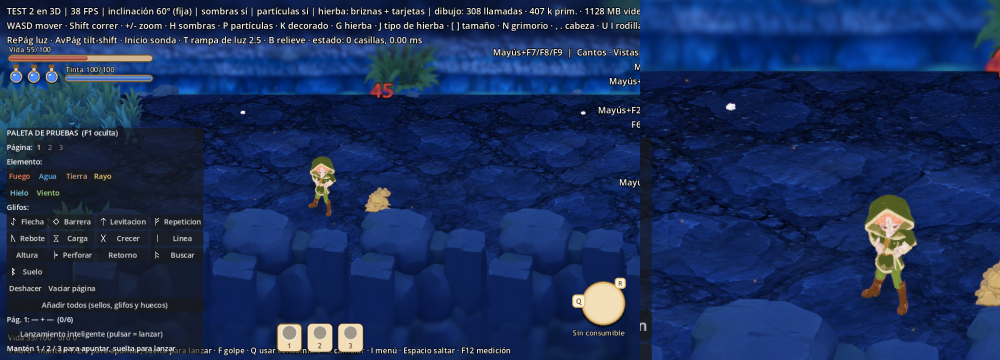 TEST 2 en 3D | 38 FPS | inclinación 60° (fija) | sombras sí | partículas sí | hierba: briznas + tarjetas | dibujo: 308 llamadas · 407 k prim. · 1128 MB víde
WASD mover · Shift correr · +/- zoom · H sombras · P partículas · K decorado · G hierba · J tipo de hierba · [ ] tamaño · N grimorio · , . cabeza · U I rodilla
RePág luz · AvPág tilt-shift · Inicio sonda · T rampa de luz 2.5 · B relieve · estado: 0 casillas, 0.00 ms
Vida 55/100
Mayús+F7/F8/F9 | Cantos · Vistas
M
Tinta 100/100
Mayús+
45
Mayús+F2
F6
PALETA DE PRUEBAS (F1 oculta)
Página: 1 2 3
Elemento:
Fuego Agua Tierra Rayo
Mayú
Hielo Viento
Glifos:
Flecha Barrera Levitacion Repeticion
Rebote Carga Crecer Linea
Altura Perforar Retorno Buscar
Suelo
Deshacer Vaciar página
R
Q
Añadir todos (sellos, glifos y huecos)
Pág. 1: — + — (0/6)
n
Sin consumible
Lanzamiento inteligente (pulsar = lanzar)
1 2 3
Mantén 1 / 2 / 3 para apuntar, suelta para lanzar
· F golpe · Q usar
· I menú · Espacio saltar · F12 medición